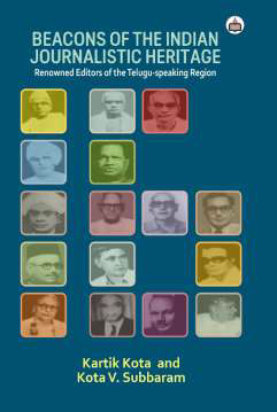 BEACONS OF THE INDIAN
JOURNALISTIC HERITAGE
Renowned Editors of the Telugu-speaking Region
Kartik Kota and
Kota V. Subbaram